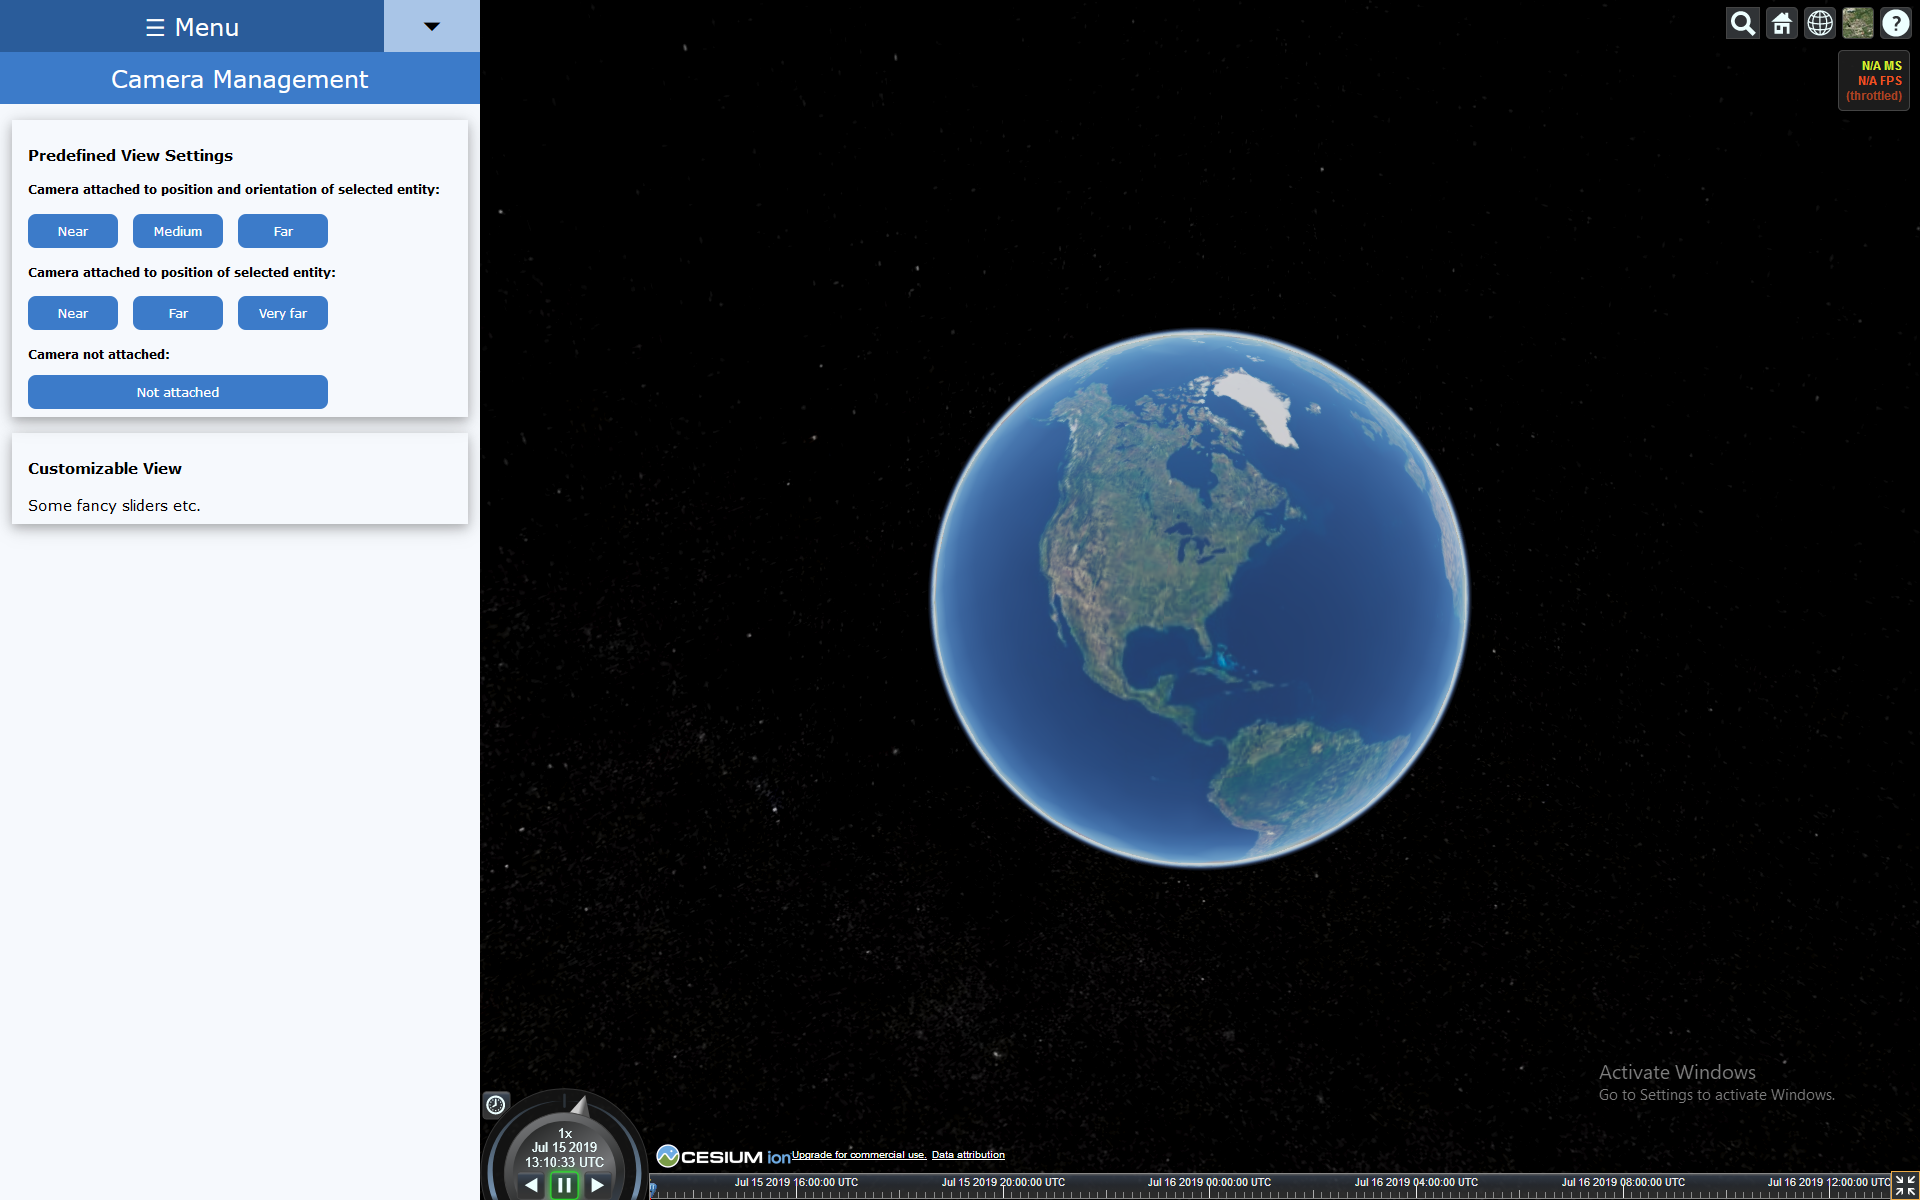 ☰ Menu
Camera Management
Predefined View Settings
Camera attached to position and orientation of selected entity:
Near Medium Far
Camera attached to position of selected entity:
Near Far Very far
Camera not attached:
Not attached
Customizable View
Some fancy sliders etc.
?
N/A MS
N/A FPS
(throttled)
Activate Windows
Go to Settings to activate Windows.
1x
Jul 15 2019
13:10:33 UTC
CESIUM ion Upgrade for commercial use. Data attribution
Jul 15 2019 16:00:00 UTC Jul 15 2019 20:00:00 UTC Jul 16 2019 00:00:00 UTC Jul 16 2019 04:00:00 UTC Jul 16 2019 08:00:00 UTC Jul 16 2019 12:00:00 UTC